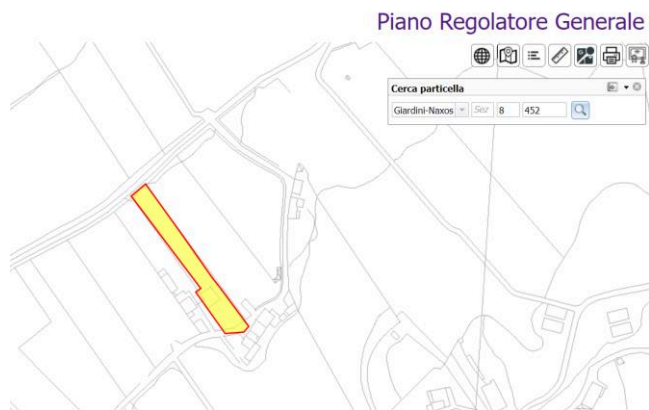 Piano Regolatore Generale
Cerca particella
Giardini-Naxos Sez 8 452